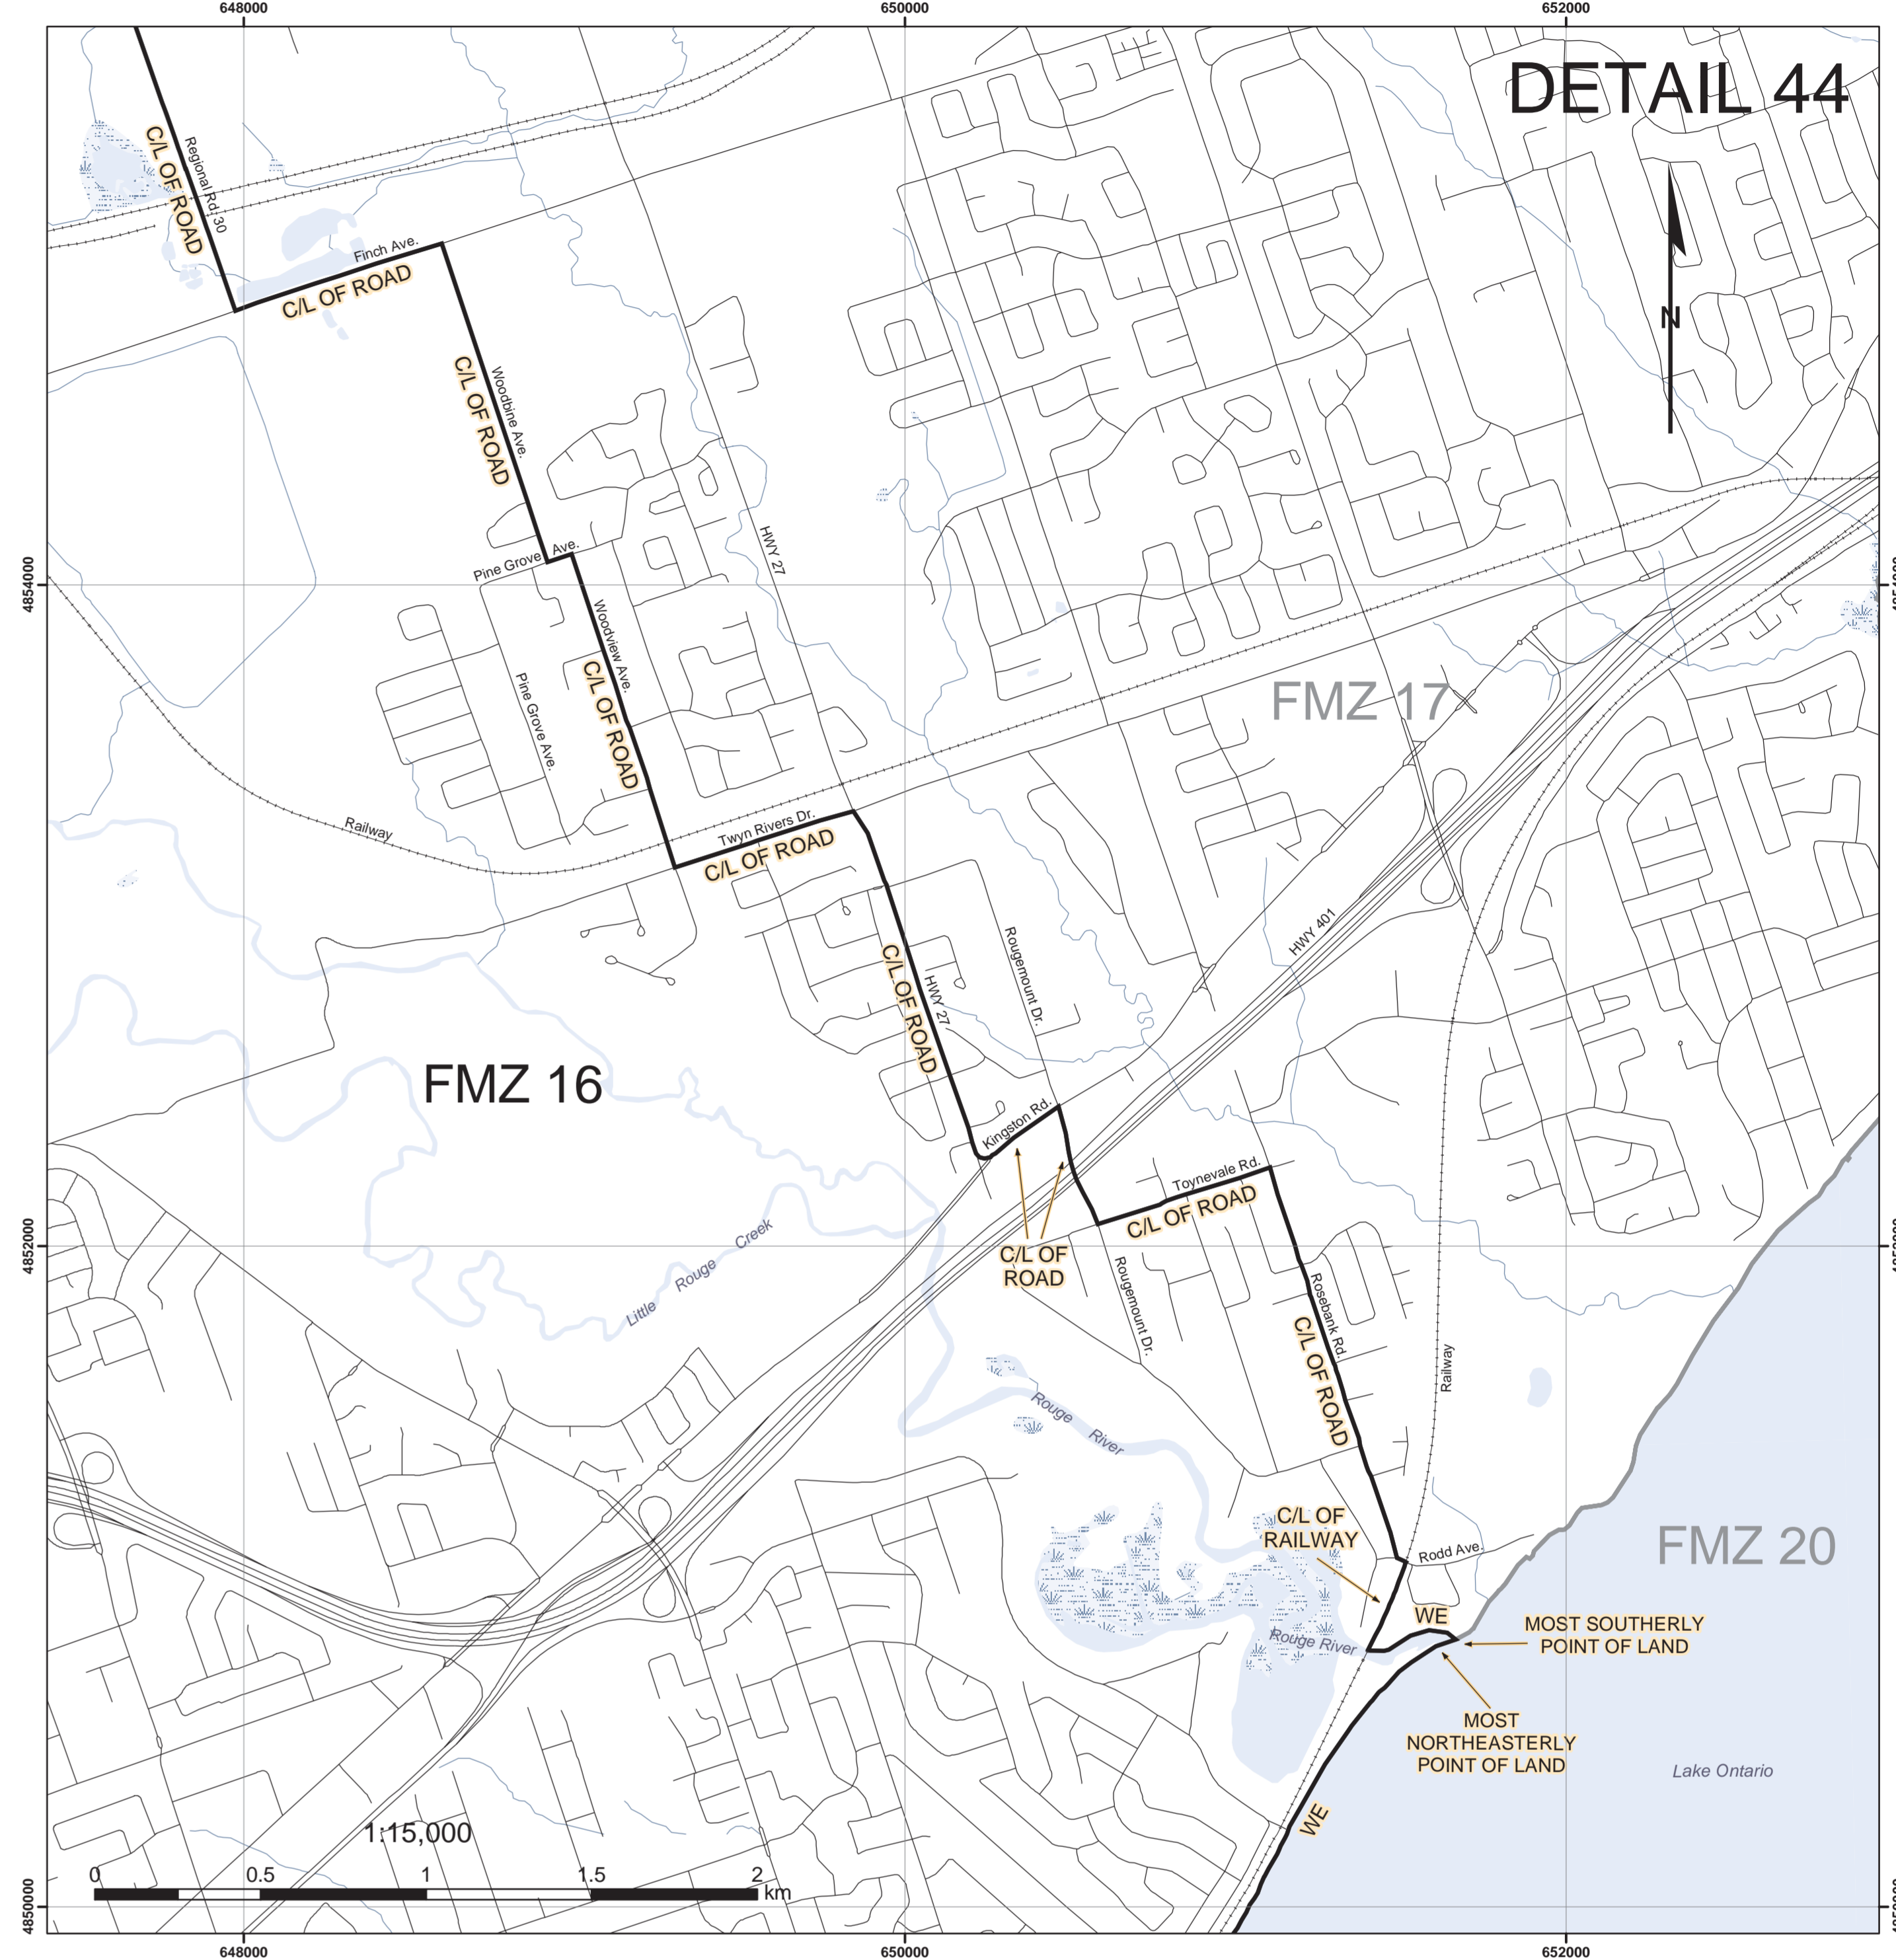 648000
650000
652000
DETAIL 44
C/L OF ROAD
Regional Rd. 30
Finch Ave.
C/L OF ROAD
N
C/L OF ROAD
Woodbine Ave.
HWY 27
Pine Grove Ave.
4854000
Woodview Ave.
C/L OF ROAD
Pine Grove Ave.
FMZ 17
Railway
Twyn Rivers Dr.
C/L OF ROAD
HWY 401
Rougemount Dr.
C/L OF ROAD
HWY 27
FMZ 16
Kingston Rd.
Toynevale Rd.
C/L OF ROAD
4852000
C/L OF
ROAD
Little Rouge Creek
Rougemount Dr.
Rosebank Rd.
C/L OF ROAD
Railway
Rouge River
C/L OF
RAILWAY
Rodd Ave.
FMZ 20
WE
MOST SOUTHERLY
POINT OF LAND
Rouge River
MOST
NORTHEASTERLY
POINT OF LAND
Lake Ontario
WE
1:15,000
0 0.5 1 1.5 2
km
4850000
648000
650000
652000